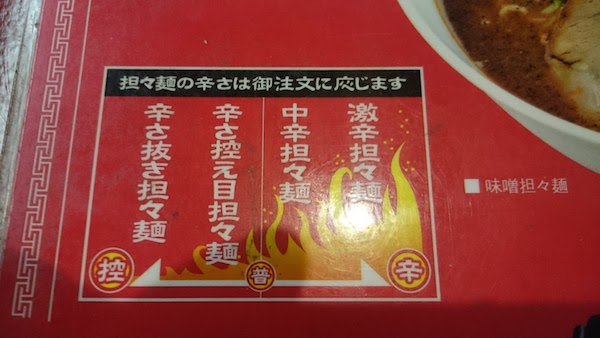 担々麺の辛さは御注文に応じます
激辛担々麺
中辛担々麺
辛さ控え目担々麺
辛さ抜き担々麺
控
普
辛
■味噌担々麺